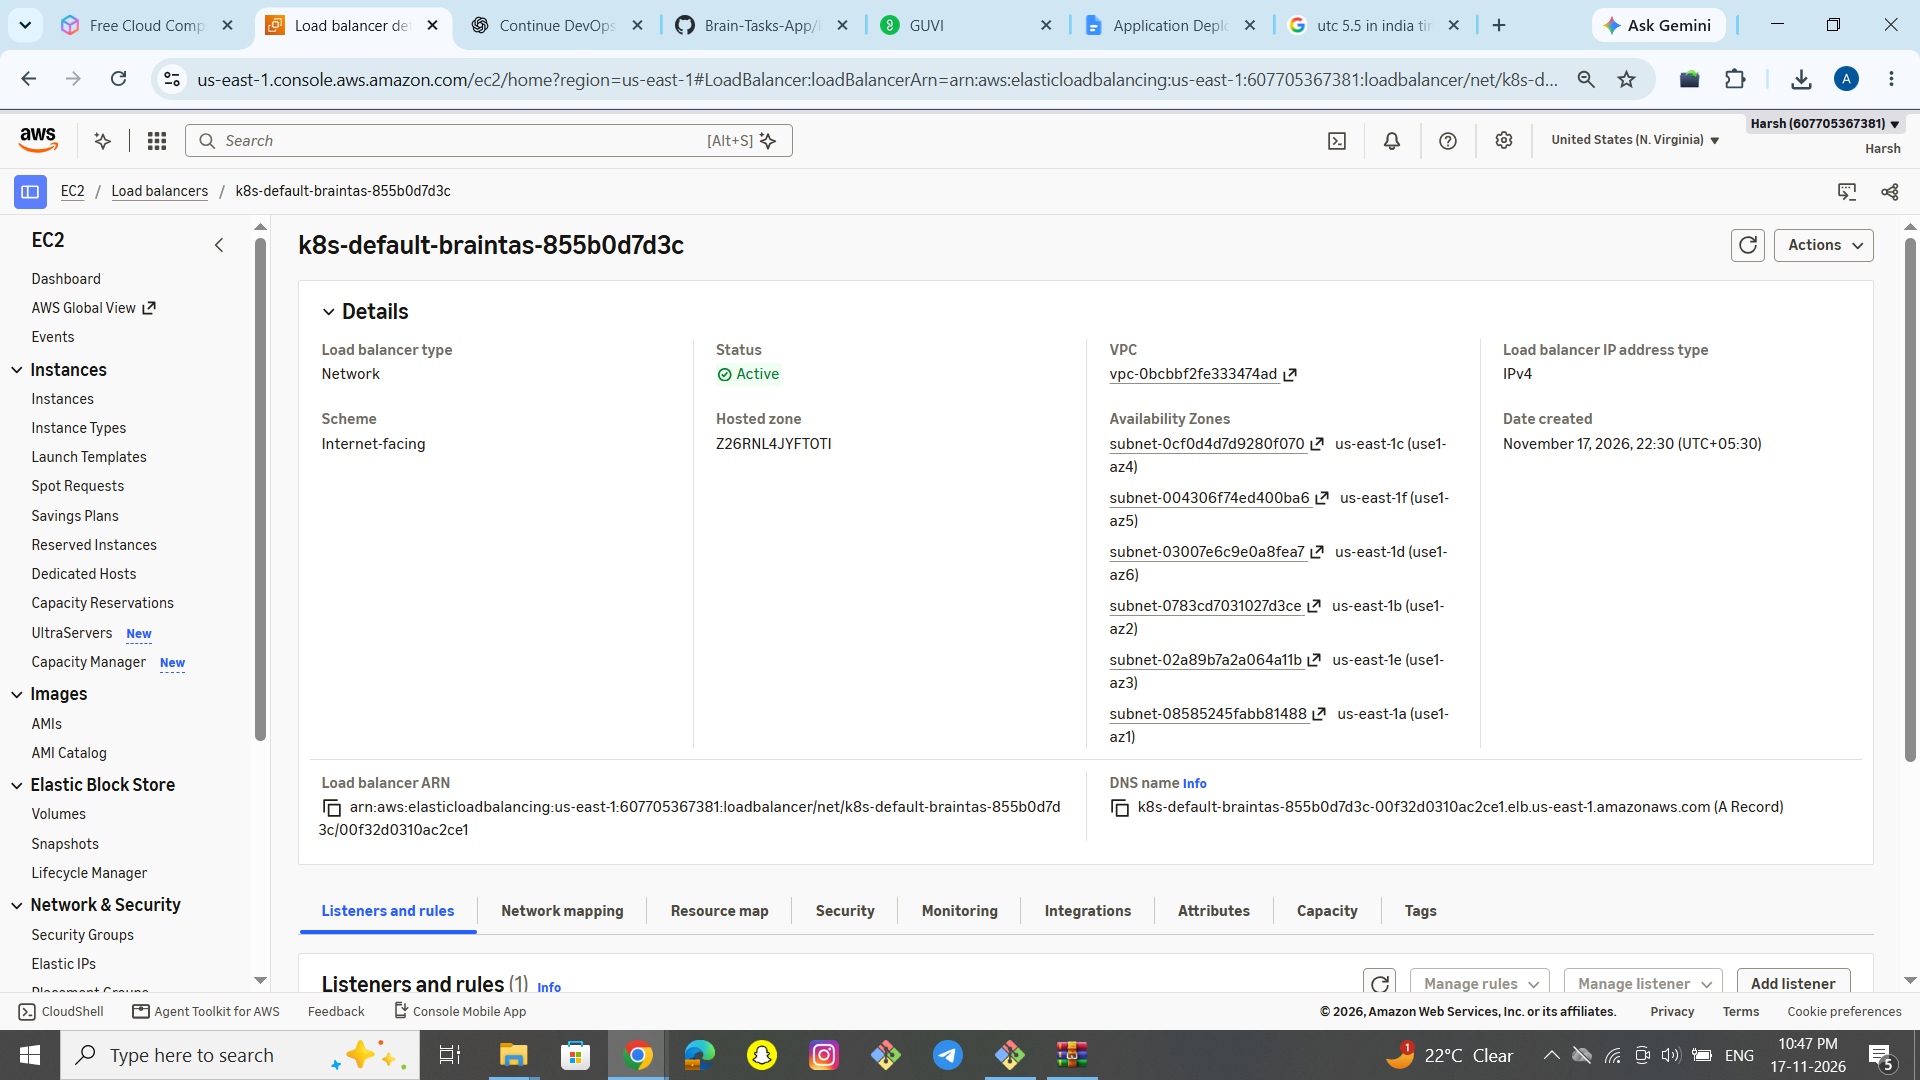 Free Cloud Comp
Load balancer de
Continue DevOps
Brain-Tasks-App/
GUVI
Application Depl
utc 5.5 in india ti
Ask Gemini
us-east-1.console.aws.amazon.com/ec2/home?region=us-east-1#LoadBalancer:loadBalancerArn=arn:aws:elasticloadbalancing:us-east-1:607705367381:loadbalancer/net/k8s-d...
A
aws
Search
[Alt+S]
United States (N. Virginia)
Harsh (607705367381)
Harsh
EC2 / Load balancers / k8s-default-braintas-855b0d7d3c
EC2
Dashboard
AWS Global View
Events
Instances
Instances
Instance Types
Launch Templates
Spot Requests
Savings Plans
Reserved Instances
Dedicated Hosts
Capacity Reservations
UltraServers New
Capacity Manager New
Images
AMIs
AMI Catalog
Elastic Block Store
Volumes
Snapshots
Lifecycle Manager
Network & Security
Security Groups
Elastic IPs
Placement Groups
k8s-default-braintas-855b0d7d3c
Actions
Details
Load balancer type
Network
Scheme
Internet-facing
Status
Active
Hosted zone
Z26RNL4JYFTOTI
VPC
vpc-0bcbbf2fe333474ad
Availability Zones
subnet-0cf0d4d7d9280f070 us-east-1c (use1-
az4)
subnet-004306f74ed400ba6 us-east-1f (use1-
az5)
subnet-03007e6c9e0a8fea7 us-east-1d (use1-
az6)
subnet-0783cd7031027d3ce us-east-1b (use1-
az2)
subnet-02a89b7a2a064a11b us-east-1e (use1-
az3)
subnet-08585245fabb81488 us-east-1a (use1-
az1)
Load balancer IP address type
IPv4
Date created
November 17, 2026, 22:30 (UTC+05:30)
Load balancer ARN
arn:aws:elasticloadbalancing:us-east-1:607705367381:loadbalancer/net/k8s-default-braintas-855b0d7d
3c/00f32d0310ac2ce1
DNS name Info
k8s-default-braintas-855b0d7d3c-00f32d0310ac2ce1.elb.us-east-1.amazonaws.com (A Record)
Listeners and rules
Network mapping
Resource map
Security
Monitoring
Integrations
Attributes
Capacity
Tags
Listeners and rules (1) Info
Manage rules
Manage listener
Add listener
CloudShell
Agent Toolkit for AWS
Feedback
Console Mobile App
© 2026, Amazon Web Services, Inc. or its affiliates.
Privacy
Terms
Cookie preferences
Type here to search
1
22°C Clear
ENG
10:47 PM
17-11-2026
5